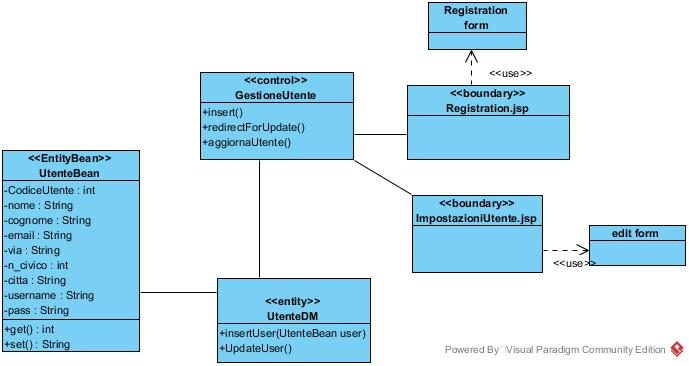 Registration
form
<<use>>
<<control>>
GestioneUtente
+insert()
+redirectForUpdate()
+aggiornaUtente()
<<boundary>>
Registration.jsp
<<EntityBean>>
UtenteBean
-CodiceUtente : int
-nome : String
-cognome : String
-email : String
-via : String
-n_civico : int
-citta : String
-username : String
-pass : String
+get() : int
+set() : String
<<boundary>>
ImpostazioniUtente.jsp
edit form
<<use>>
<<entity>>
UtenteDM
+insertUser(UtenteBean user)
+UpdateUser()
Powered By Visual Paradigm Community Edition